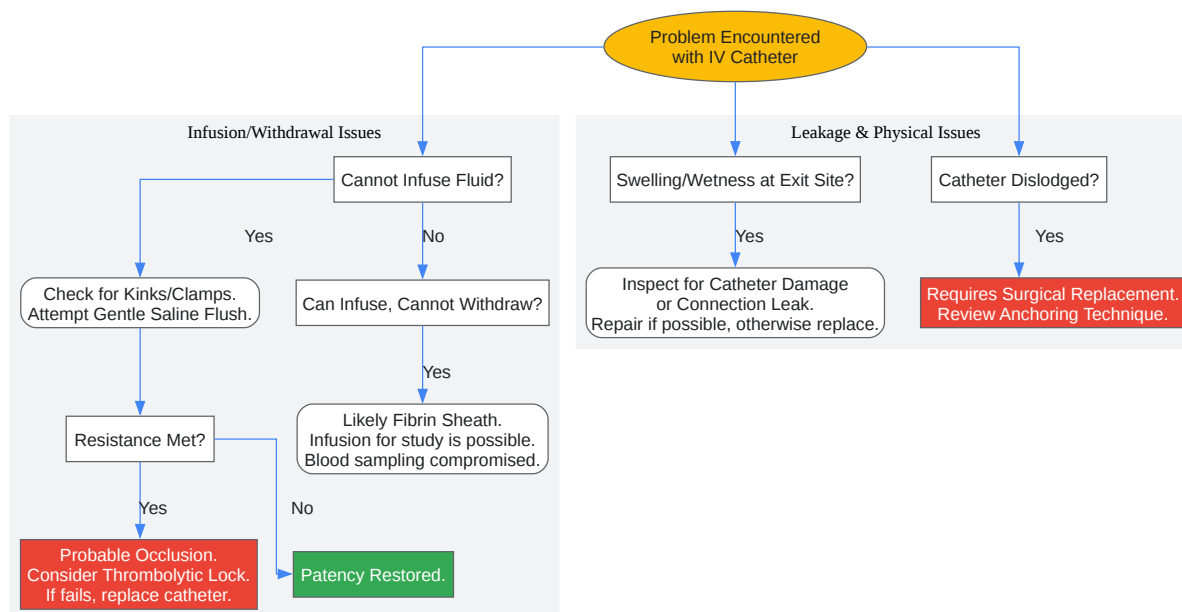 Problem Encountered
with IV Catheter
Infusion/Withdrawal Issues
Leakage & Physical Issues
Cannot Infuse Fluid?
Swelling/Wetness at Exit Site?
Catheter Dislodged?
Yes
No
Yes
Yes
Check for Kinks/Clamps.
Attempt Gentle Saline Flush.
Can Infuse, Cannot Withdraw?
Inspect for Catheter Damage
or Connection Leak.
Repair if possible, otherwise replace.
Requires Surgical Replacement.
Review Anchoring Technique.
Yes
Resistance Met?
Likely Fibrin Sheath.
Infusion for study is possible.
Blood sampling compromised.
Yes
No
Probable Occlusion.
Consider Thrombolytic Lock.
If fails, replace catheter.
Patency Restored.